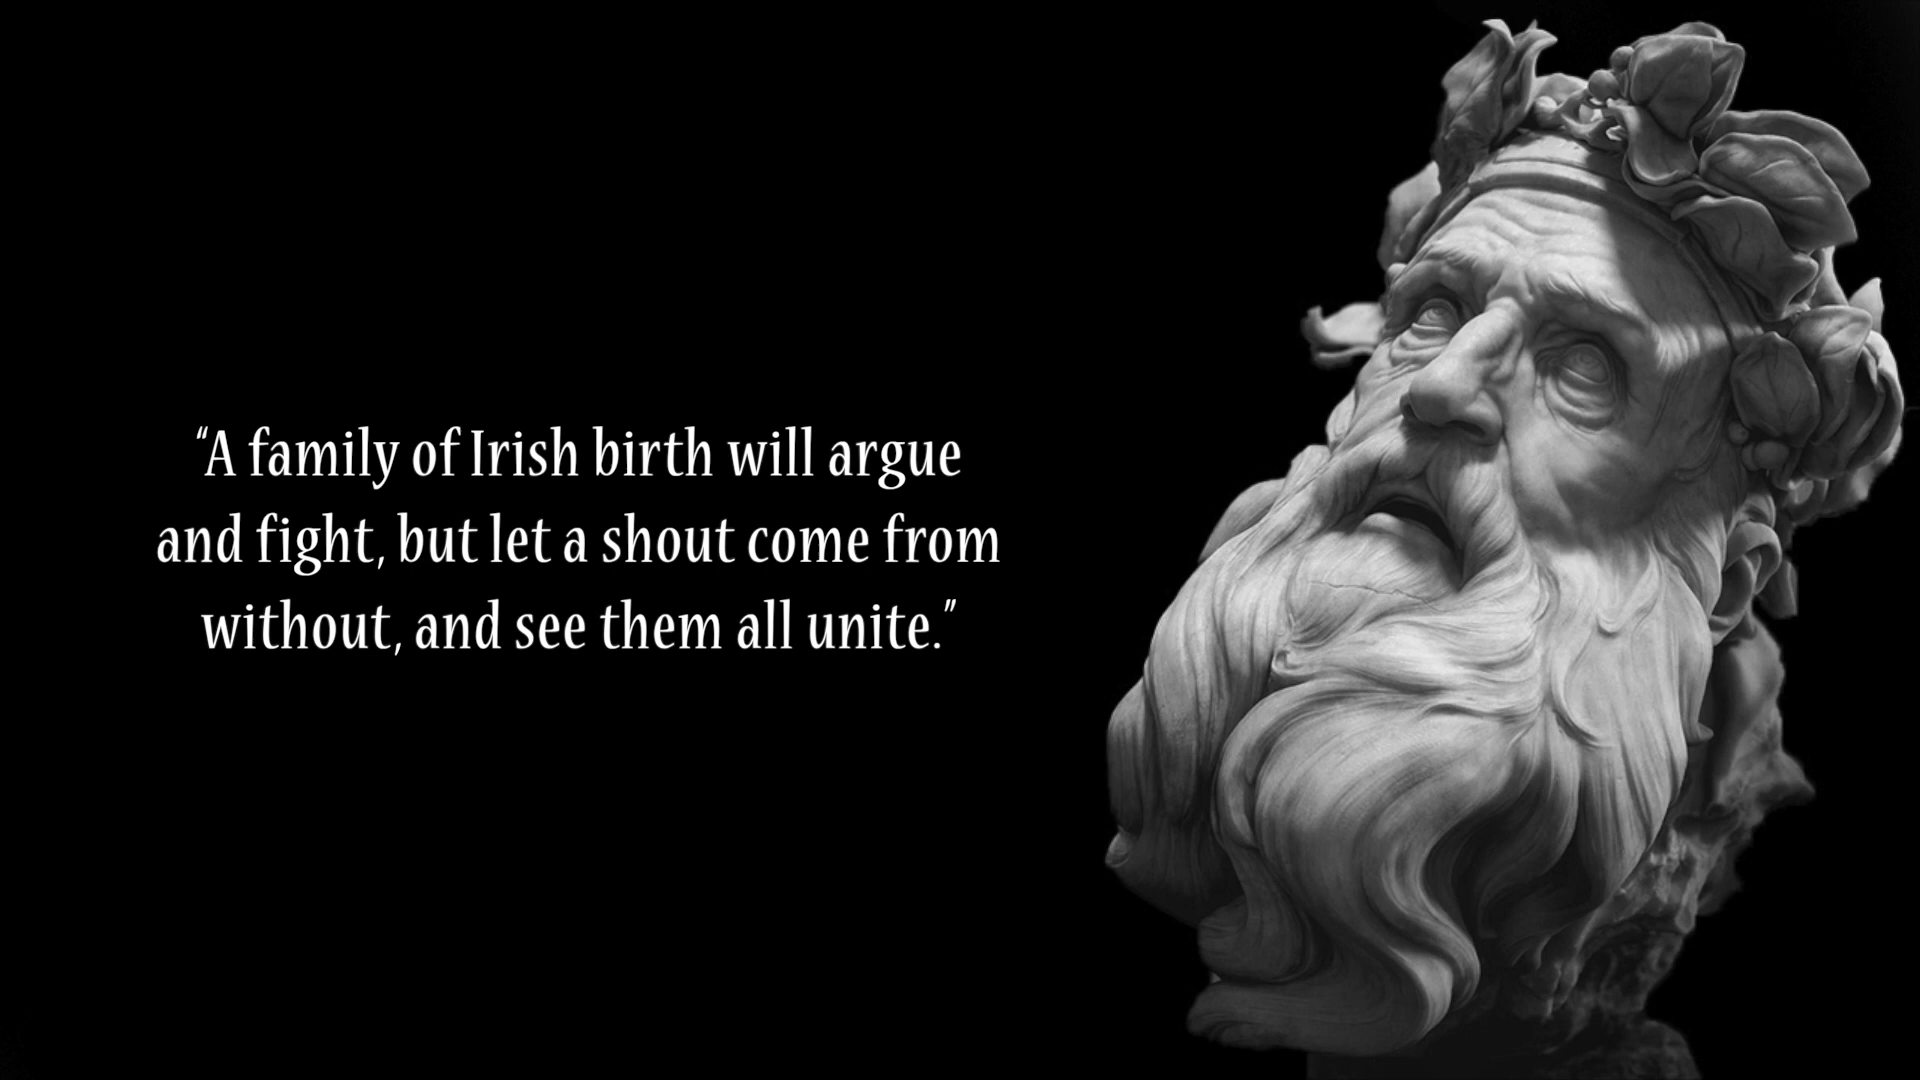 “A family of Irish birth will argue
and fight, but let a shout come from
without, and see them all unite.”